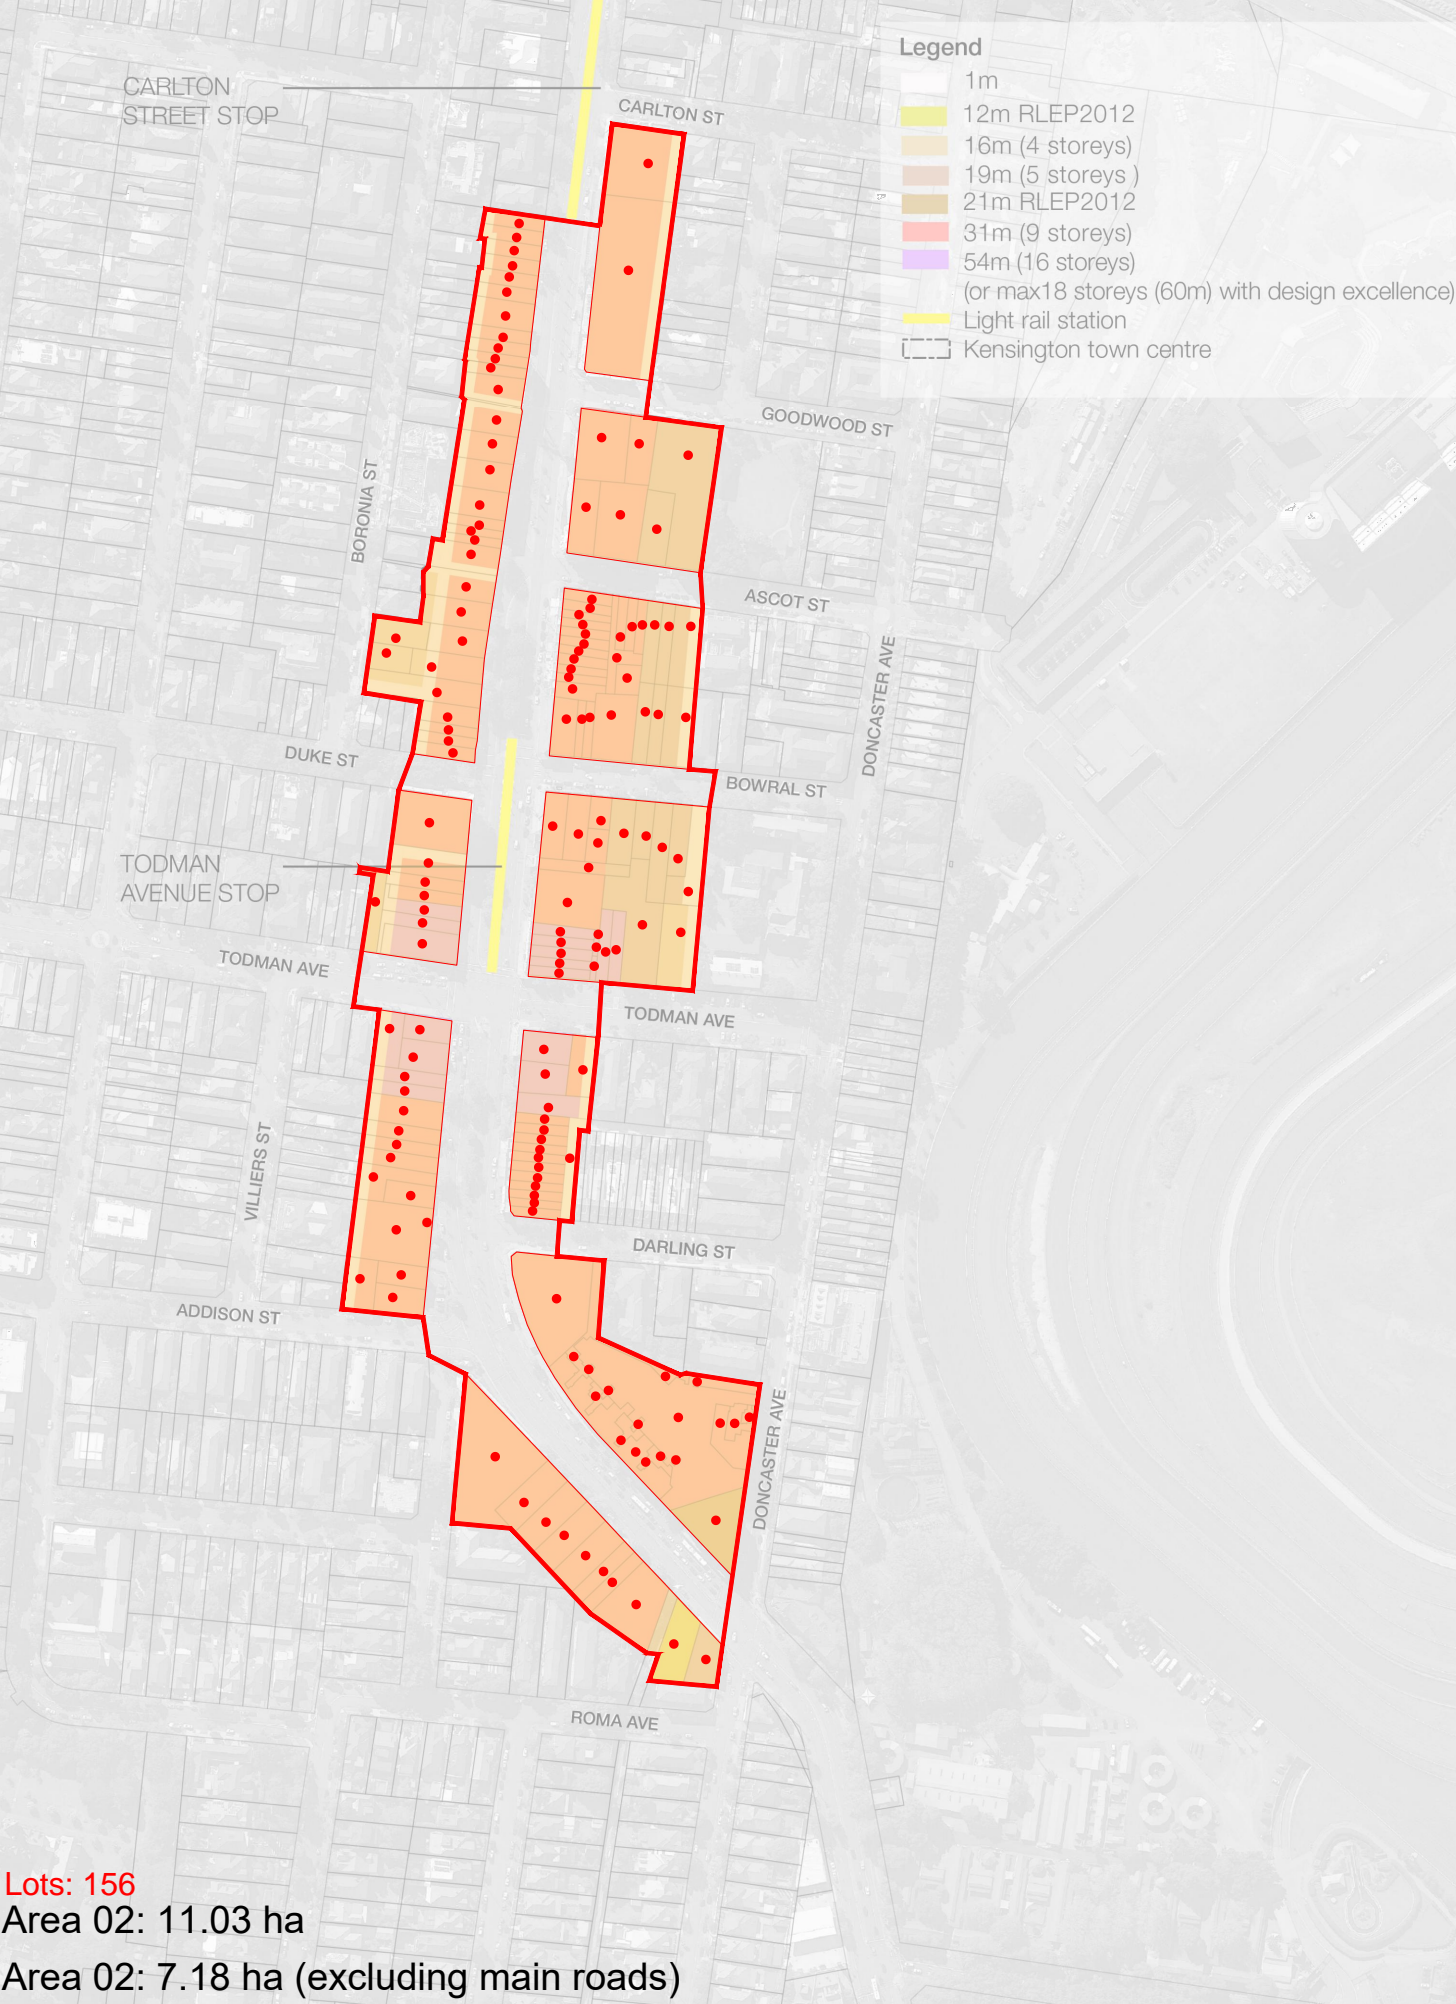 Legend
1m
12m RLEP2012
16m (4 storeys)
19m (5 storeys )
21m RLEP2012
31m (9 storeys)
54m (16 storeys)
(or max18 storeys (60m) with design excellence)
Light rail station
Kensington town centre
CARLTON
STREET STOP
CARLTON ST
GOODWOOD ST
BORONIA ST
ASCOT ST
DONCASTER AVE
DUKE ST
BOWRAL ST
TODMAN
AVENUE STOP
TODMAN AVE
TODMAN AVE
VILLIERS ST
DARLING ST
ADDISON ST
DONCASTER AVE
ROMA AVE
Lots: 156
Area 02: 11.03 ha
Area 02: 7.18 ha (excluding main roads)